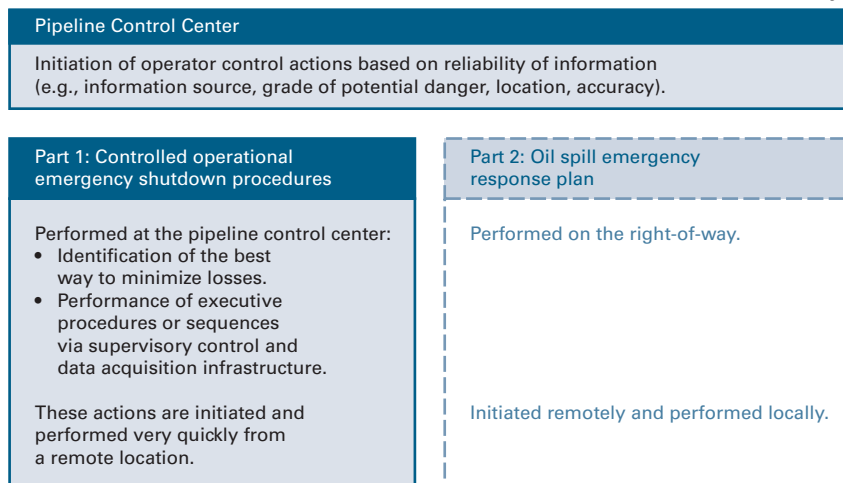 Pipeline Control Center
Initiation of operator control actions based on reliability of information
(e.g., information source, grade of potential danger, location, accuracy).
Part 1: Controlled operational
emergency shutdown procedures
Performed at the pipeline control center:
• Identification of the best
way to minimize losses.
• Performance of executive
procedures or sequences
via supervisory control and
data acquisition infrastructure.
These actions are initiated and
performed very quickly from
a remote location.
Part 2: Oil spill emergency
response plan
Performed on the right-of-way.
Initiated remotely and performed locally.